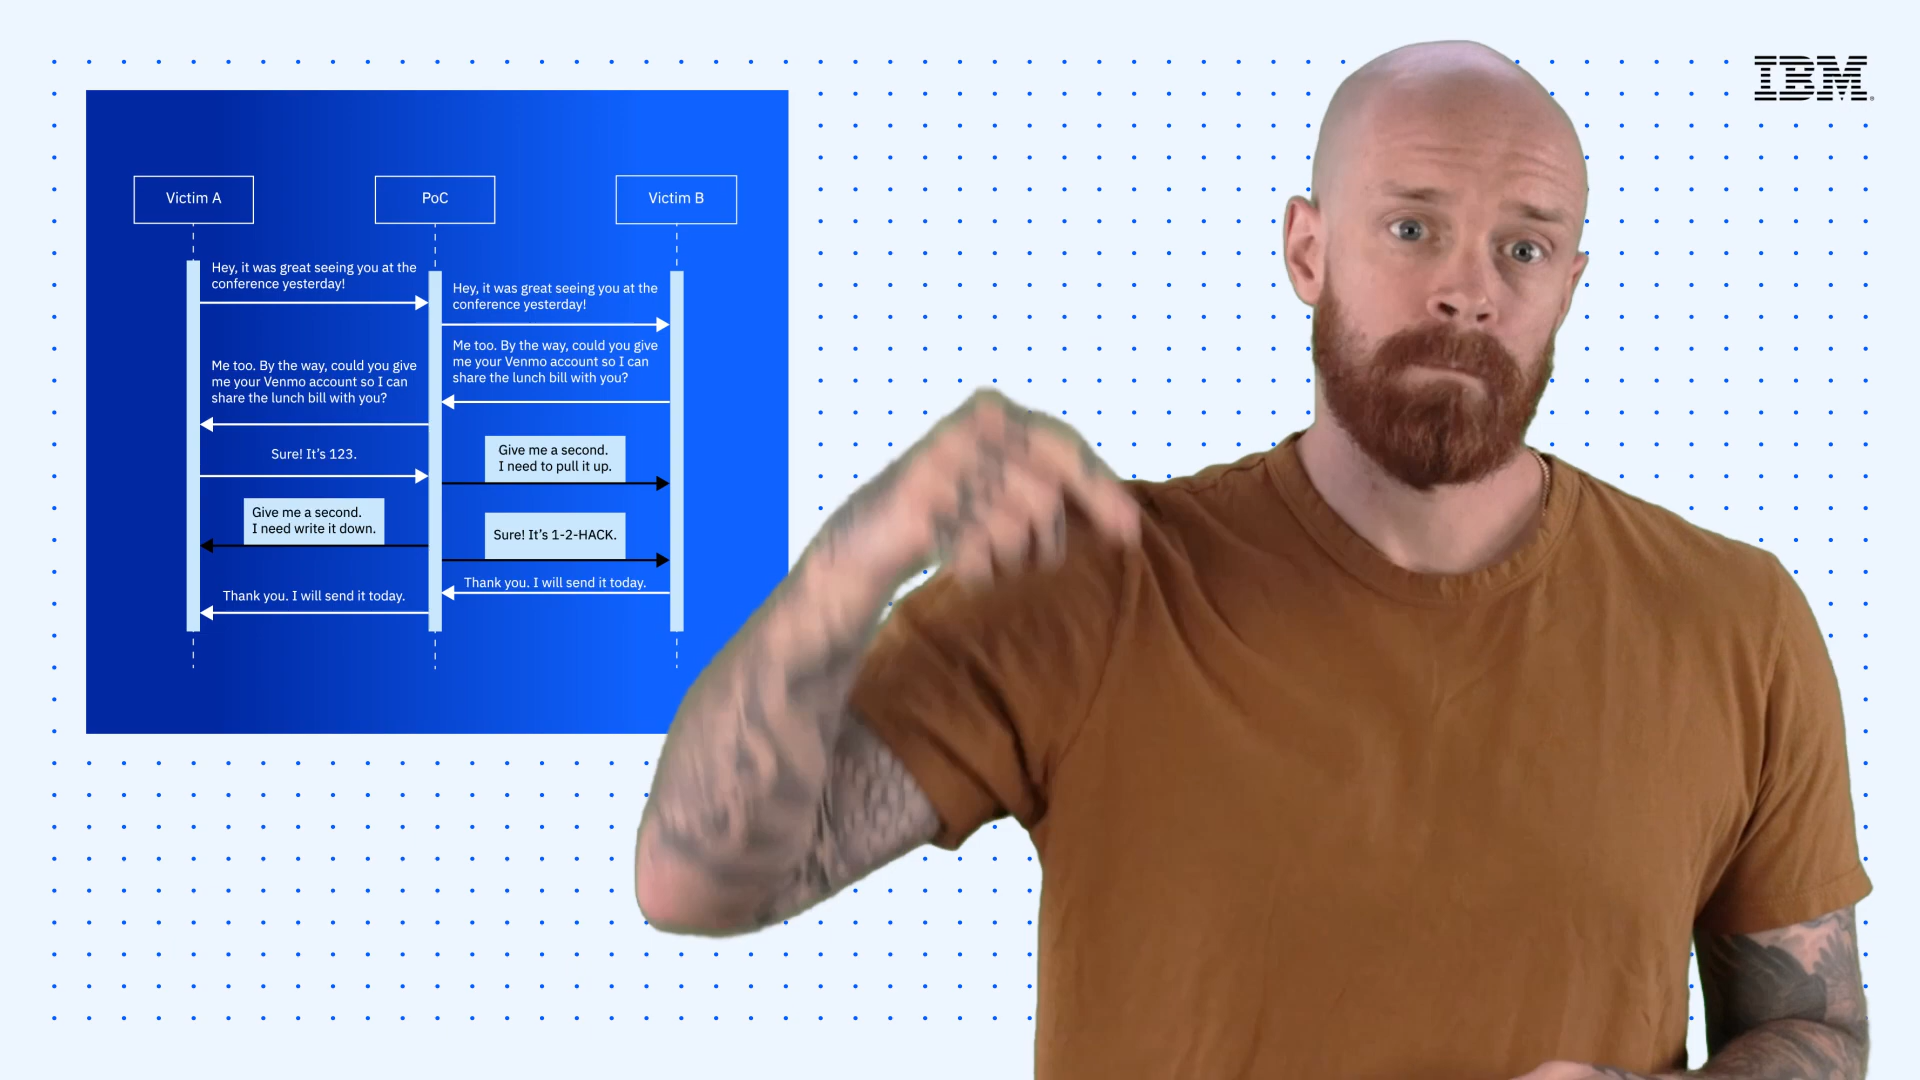 IBM
Victim A
PoC
Victim B
Hey, it was great seeing you at the
conference yesterday!
Hey, it was great seeing you at the
conference yesterday!
Me too. By the way, could you give
me your Venmo account so I can
share the lunch bill with you?
Me too. By the way, could you give
me your Venmo account so I can
share the lunch bill with you?
Sure! It's 123.
Give me a second.
I need to pull it up.
Give me a second.
I need write it down.
Sure! It's 1-2-HACK.
Thank you. I will send it today.
Thank you. I will send it today.